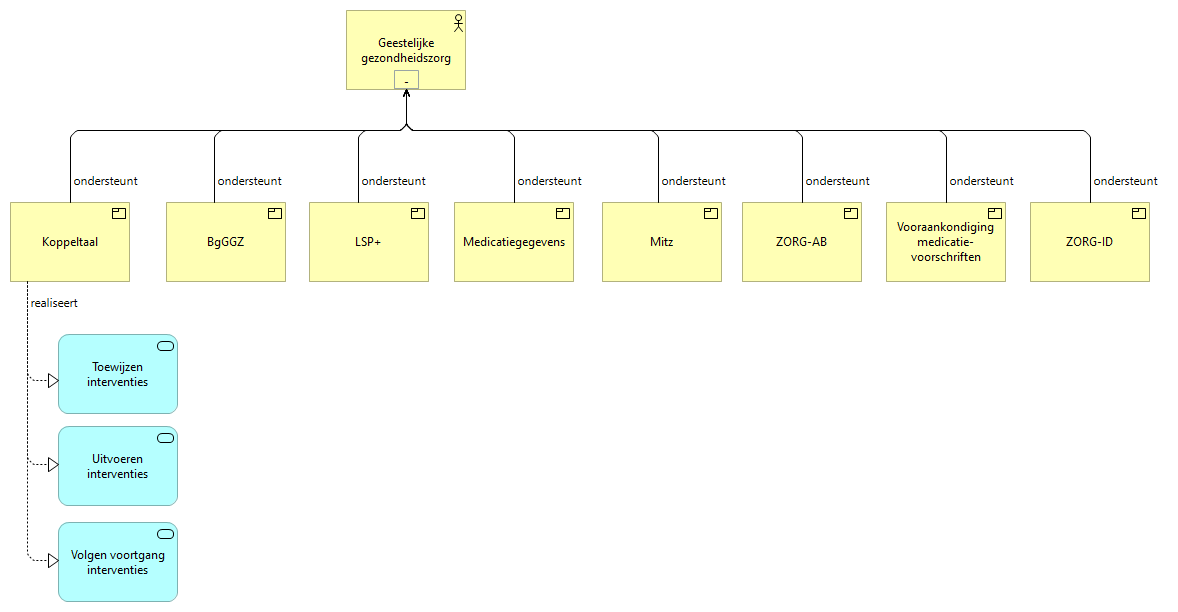 Geestelijke
gezondheidszorg
-
ondersteunt
ondersteunt
ondersteunt
ondersteunt
ondersteunt
ondersteunt
ondersteunt
ondersteunt
Koppeltaal
BgGGZ
LSP+
Medicatiegegevens
Mitz
ZORG-AB
Vooraankondiging
medicatie-
voorschriften
ZORG-ID
realiseert
Toewijzen
interventies
Uitvoeren
interventies
Volgen voortgang
interventies